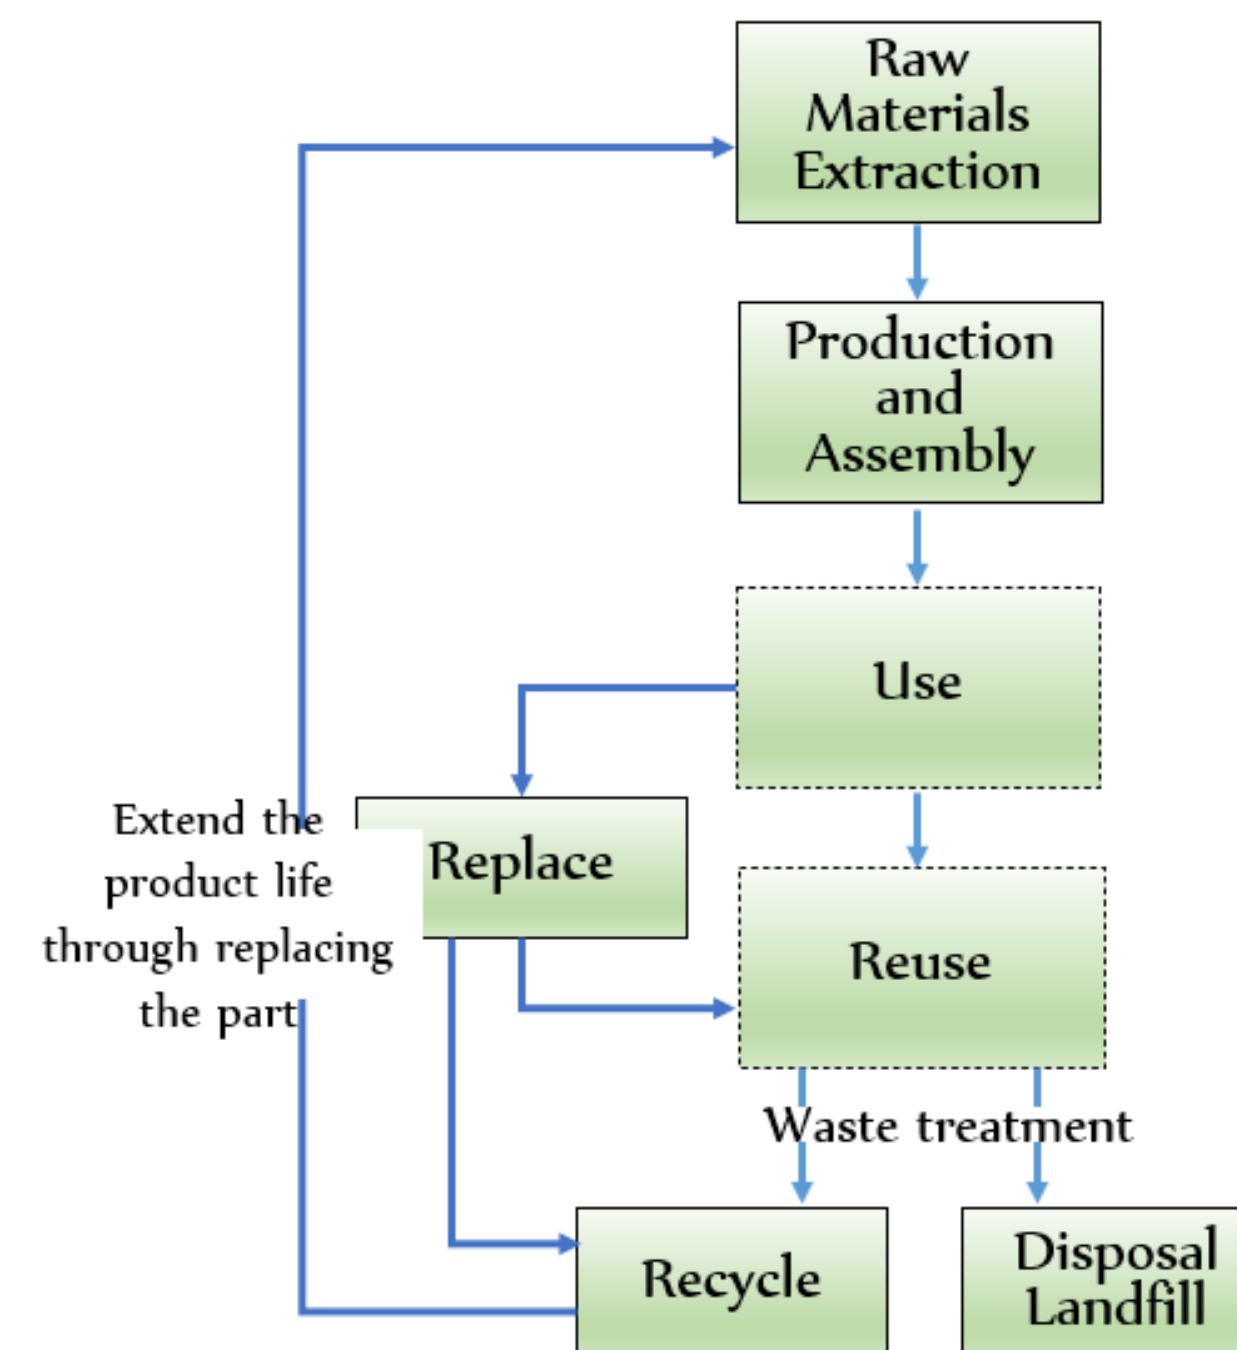 Raw
Materials
Extraction
Production
and
Assembly
Use
Extend the
product life
through replacing
the part
Replace
Reuse
Waste treatment
Recycle
Disposal
Landfill